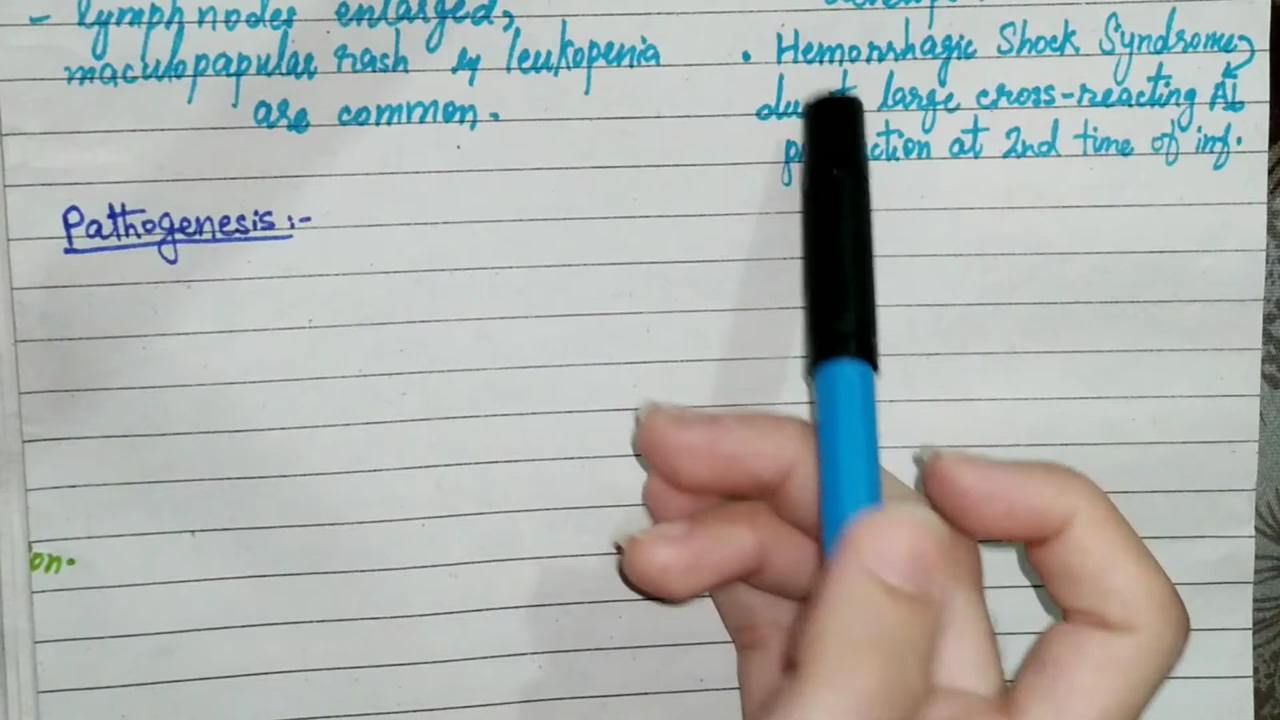 - lymph nodes enlarged,
maculopapular rash & leukopenia
are common.
• Hemorrhagic Shock Syndrome,
large cross-reacting Ab
at 2nd time of inf.
Pathogenesis :-
on.